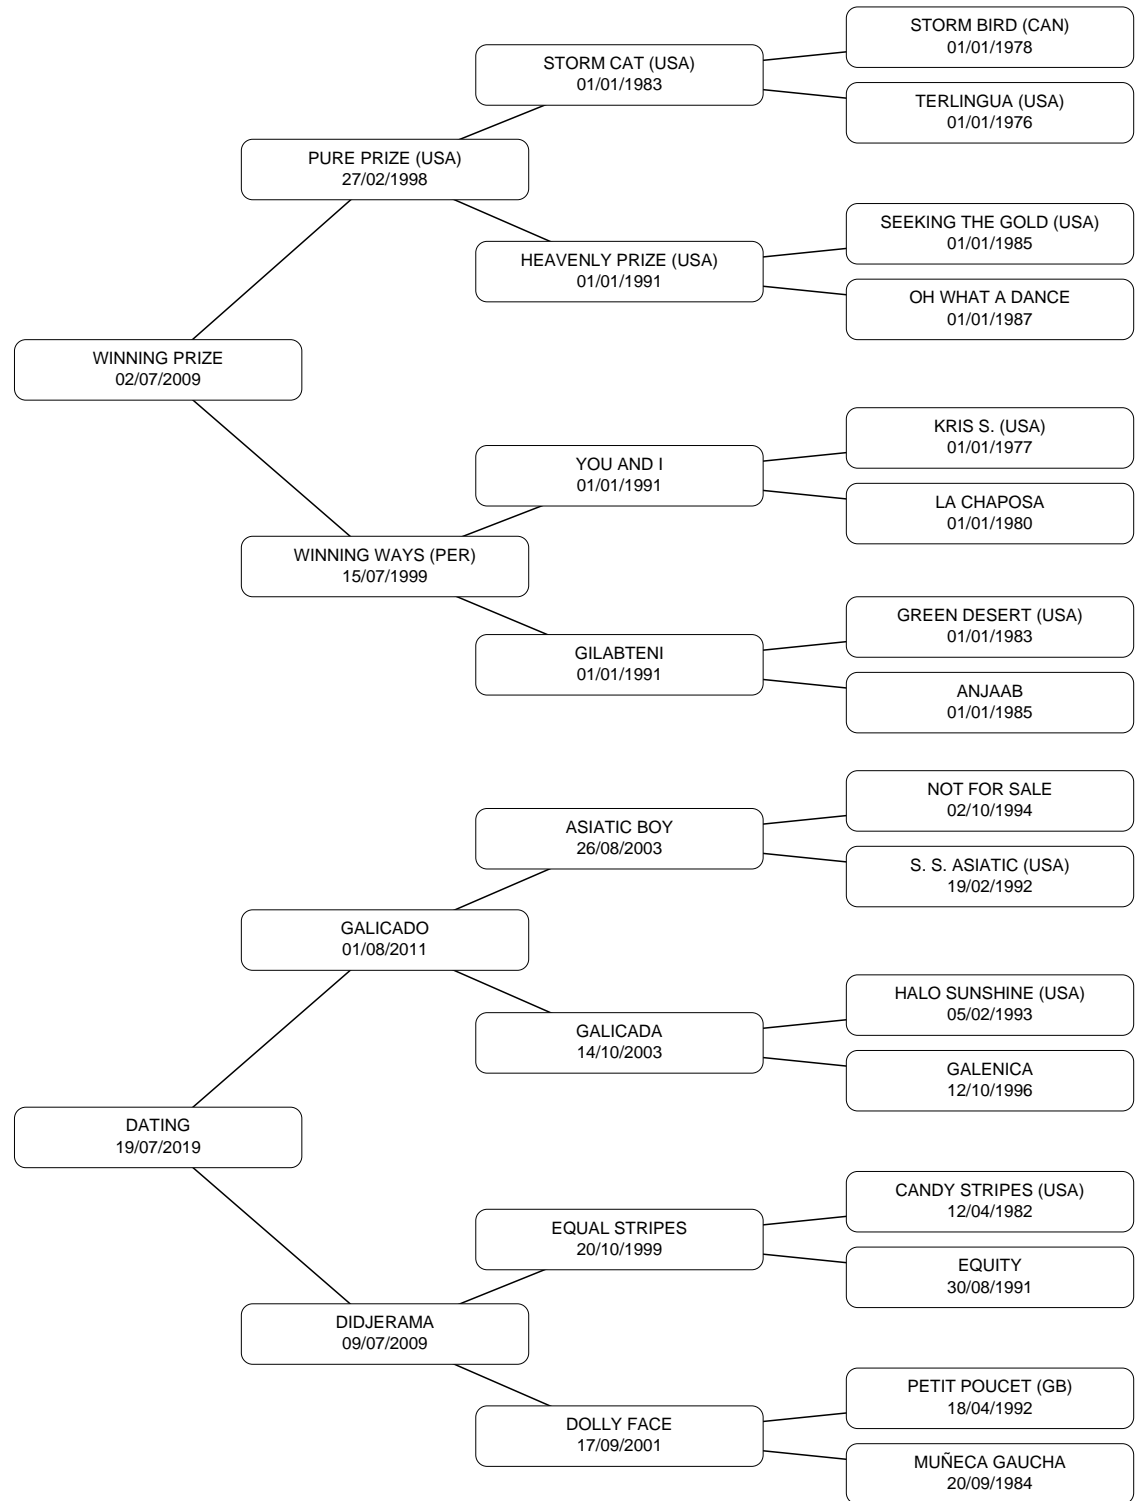 STORM BIRD (CAN)
01/01/1978
STORM CAT (USA)
01/01/1983
TERLINGUA (USA)
01/01/1976
PURE PRIZE (USA)
27/02/1998
SEEKING THE GOLD (USA)
01/01/1985
HEAVENLY PRIZE (USA)
01/01/1991
OH WHAT A DANCE
01/01/1987
WINNING PRIZE
02/07/2009
KRIS S. (USA)
01/01/1977
YOU AND I
01/01/1991
LA CHAPOSA
01/01/1980
WINNING WAYS (PER)
15/07/1999
GREEN DESERT (USA)
01/01/1983
GILABTENI
01/01/1991
ANJAAB
01/01/1985
NOT FOR SALE
02/10/1994
ASIATIC BOY
26/08/2003
S. S. ASIATIC (USA)
19/02/1992
GALICADO
01/08/2011
HALO SUNSHINE (USA)
05/02/1993
GALICADA
14/10/2003
GALENICA
12/10/1996
DATING
19/07/2019
CANDY STRIPES (USA)
12/04/1982
EQUAL STRIPES
20/10/1999
EQUITY
30/08/1991
DIDJERAMA
09/07/2009
PETIT POUCET (GB)
18/04/1992
DOLLY FACE
17/09/2001
MUÑECA GAUCHA
20/09/1984